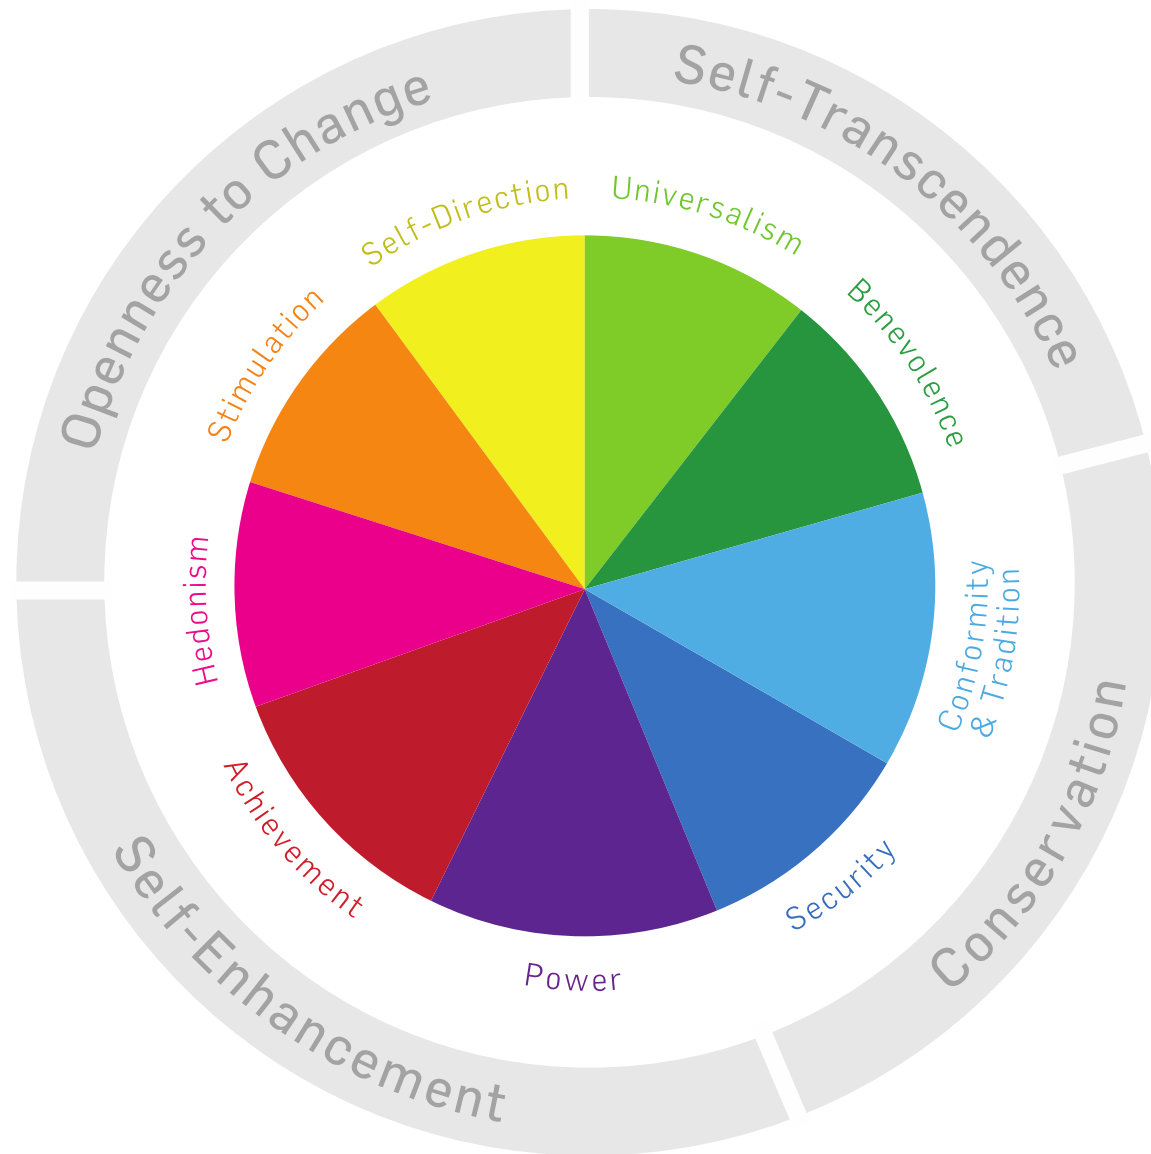 Openness to Change
Self-Transcendence
Conservation
Self-Enhancement
Self-Direction
Universalism
Benevolence
Conformity
& Tradition
Security
Power
Achievement
Hedonism
Stimulation